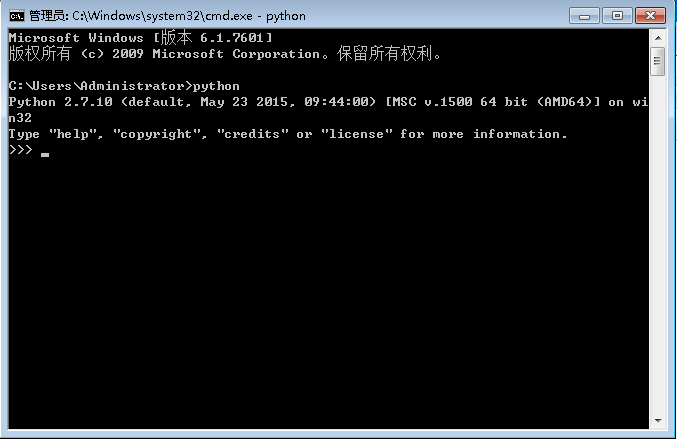 管理员: C:\Windows\system32\cmd.exe - python
Microsoft Windows [版本 6.1.7601]
版权所有 (c) 2009 Microsoft Corporation。保留所有权利。
C:\Users\Administrator>python
Python 2.7.10 (default, May 23 2015, 09:44:00) [MSC v.1500 64 bit (AMD64)] on wi
n32
Type "help", "copyright", "credits" or "license" for more information.
>>> _